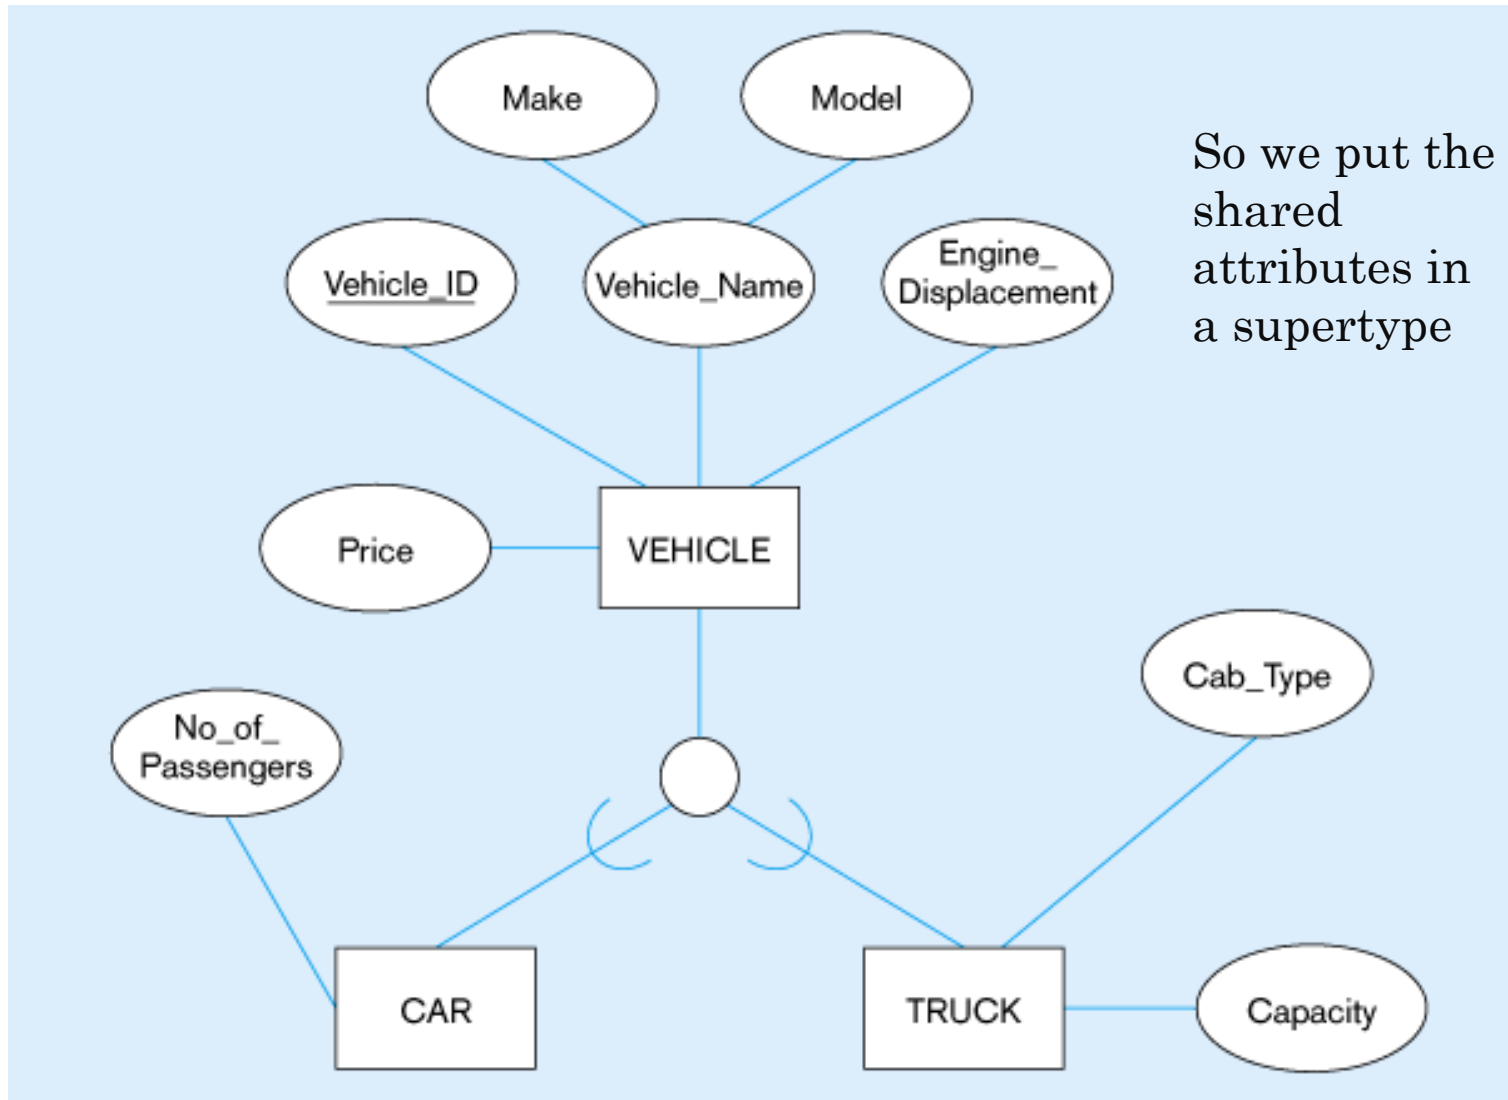 Make
Model
So we put the
shared
attributes in
a supertype
Vehicle_ID
Vehicle_Name
Engine_
Displacement
Price
VEHICLE
Cab_Type
No_of_
Passengers
CAR
TRUCK
Capacity